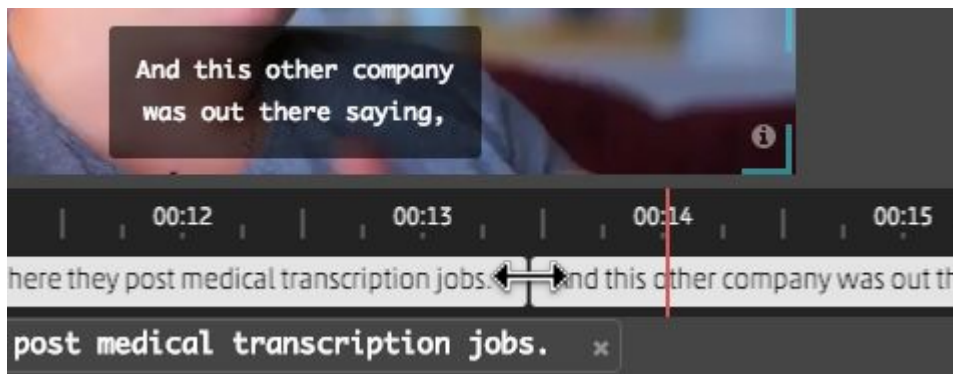 And this other company
was out there saying,
00:12 00:13 00:14 00:15
here they post medical transcription jobs. And this other company was out th
post medical transcription jobs. ×